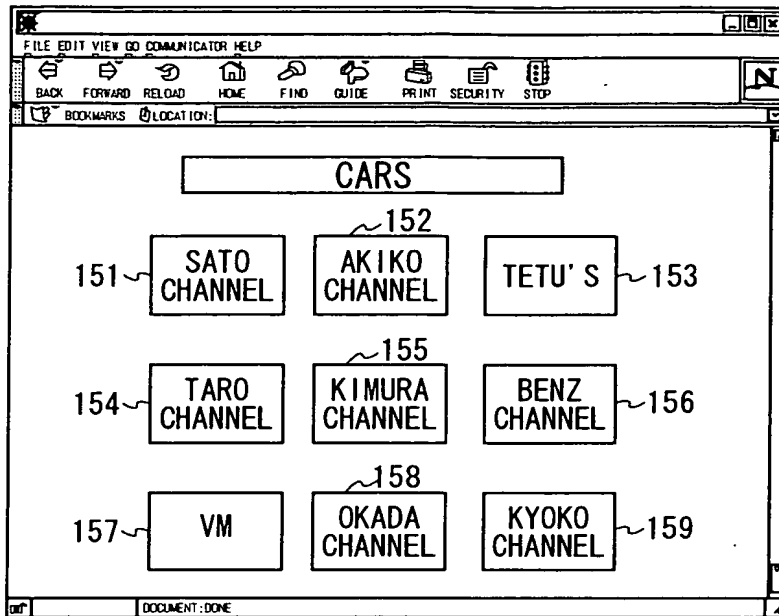 FILE EDIT VIEW GO COMMUNICATOR HELP
BACK FORWARD RELOAD HOME FIND GUIDE PRINT SECURITY STOP
N
BOOKMARKS LOCATION:
CARS
151 SATO CHANNEL
152 AKIKO CHANNEL
TETU'S 153
154 TARO CHANNEL
155 KIMURA CHANNEL
BENZ CHANNEL 156
157 VM
158 OKADA CHANNEL
KYOKO CHANNEL 159
DOCUMENT:DONE